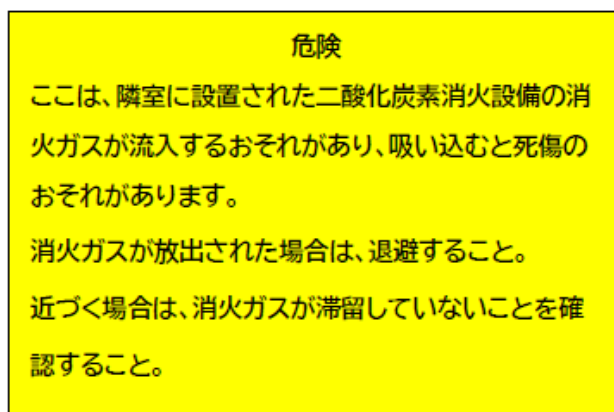 危険
ここは、隣室に設置された二酸化炭素消火設備の消
火ガスが流入するおそれがあり、吸い込むと死傷の
おそれがあります。
消火ガスが放出された場合は、退避すること。
近づく場合は、消火ガスが滞留していないことを確
認すること。